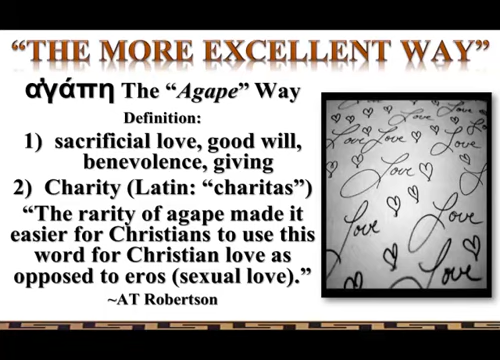 “THE MORE EXCELLENT WAY”
ἀγάπη The “Agape” Way
Definition:
1) sacrificial love, good will,
benevolence, giving
2) Charity (Latin: “charitas”)
“The rarity of agape made it
easier for Christians to use this
word for Christian love as
opposed to eros (sexual love).”
~AT Robertson
Love
Love
Love
Love
Love
Love
Love